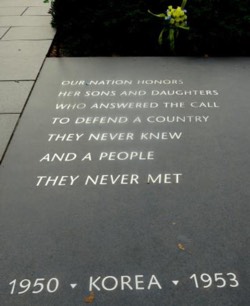 OUR NATION HONORS
HER SONS AND DAUGHTERS
WHO ANSWERED THE CALL
TO DEFEND A COUNTRY
THEY NEVER KNEW
AND A PEOPLE
THEY NEVER MET
1950 ▾ KOREA ▾ 1953